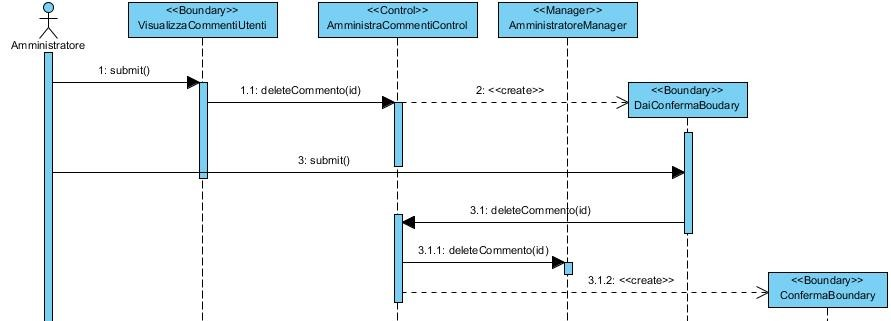 Amministratore
<<Boundary>>
VisualizzaCommentiUtenti
<<Control>>
AmministraCommentiControl
<<Manager>>
AmministratoreManager
1: submit()
1.1: deleteCommento(id)
2: <<create>>
<<Boundary>>
DaiConfermaBoudary
3: submit()
3.1: deleteCommento(id)
3.1.1: deleteCommento(id)
3.1.2: <<create>>
<<Boundary>>
ConfermaBoundary